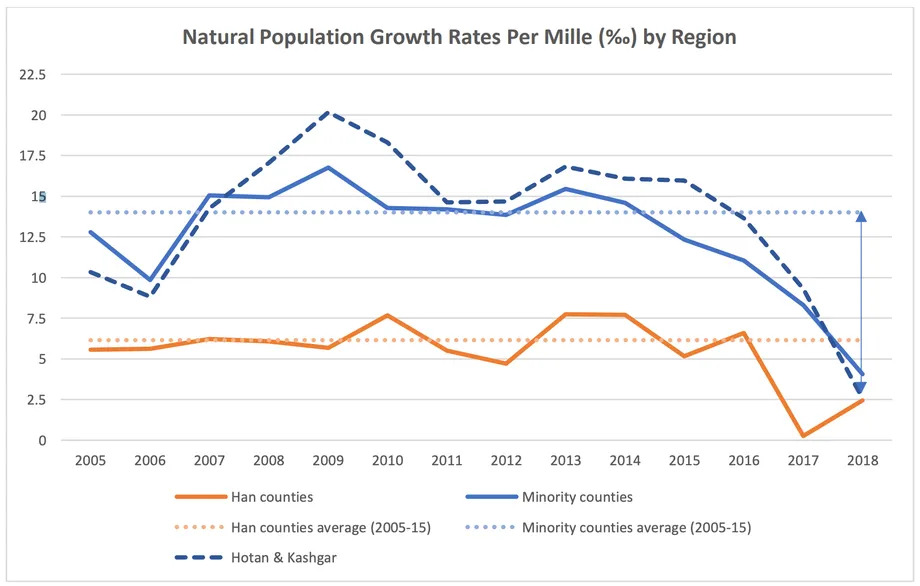 Natural Population Growth Rates Per Mille (‰) by Region
22.5
20
17.5
15
12.5
10
7.5
5
2.5
0
2005 2006 2007 2008 2009 2010 2011 2012 2013 2014 2015 2016 2017 2018
Han counties Minority counties
Han counties average (2005-15) Minority counties average (2005-15)
Hotan & Kashgar